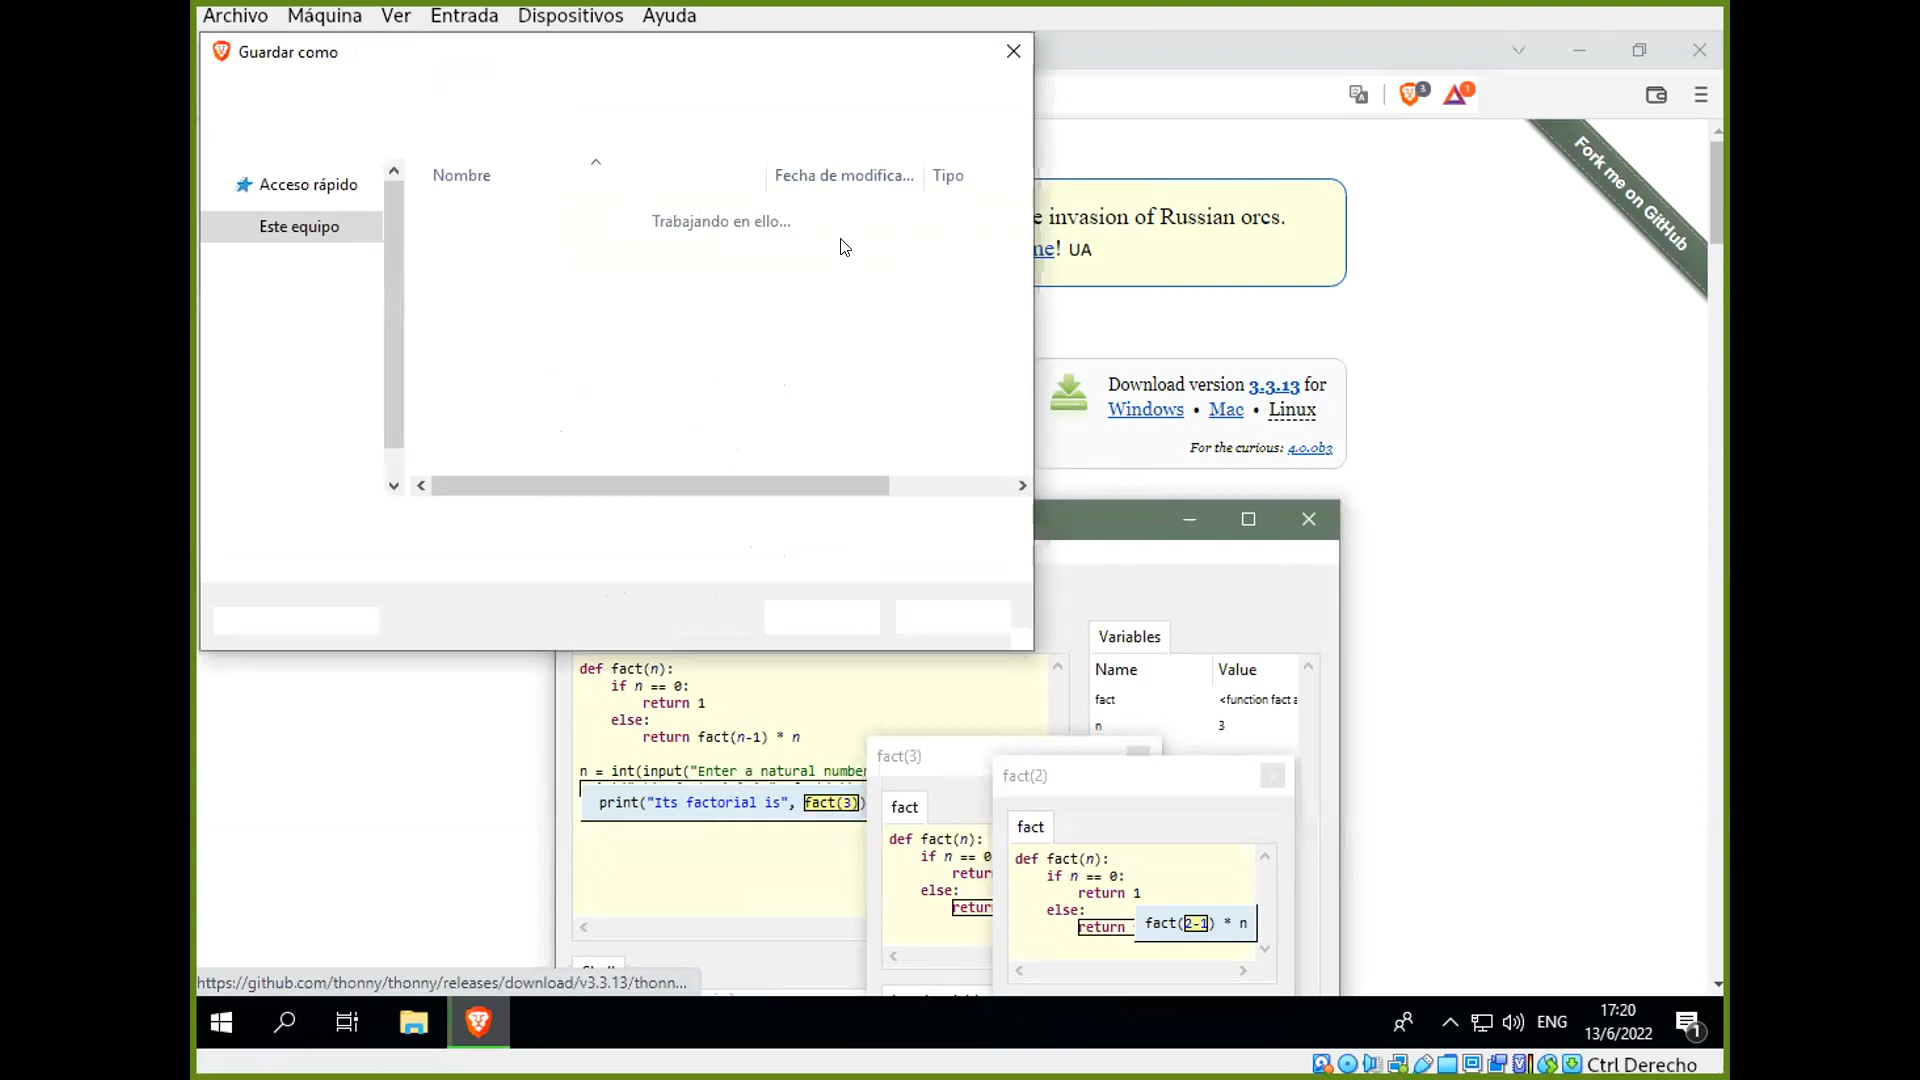 Archivo Máquina Ver Entrada Dispositivos Ayuda
Guardar como
3
1
Acceso rápido
Este equipo
Nombre
Fecha de modifica...
Tipo
Trabajando en ello...
Fork me on GitHub
e invasion of Russian orcs.
me! UA
Download version 3.3.13 for
Windows • Mac • Linux
For the curious: 4.0.0b3
Variables
Name Value
fact <function fact a
n 3
def fact(n):
if n == 0:
return 1
else:
return fact(n-1) * n
n = int(input("Enter a natural number
print("Its factorial is", fact(3))
fact(3)
fact
def fact(n):
if n == 0
retur
else:
return
fact(2)
fact
def fact(n):
if n == 0:
return 1
else:
return
fact(2-1) * n
https://github.com/thonny/thonny/releases/download/v3.3.13/thonn...
ENG
17:20
13/6/2022
1
Ctrl Derecho